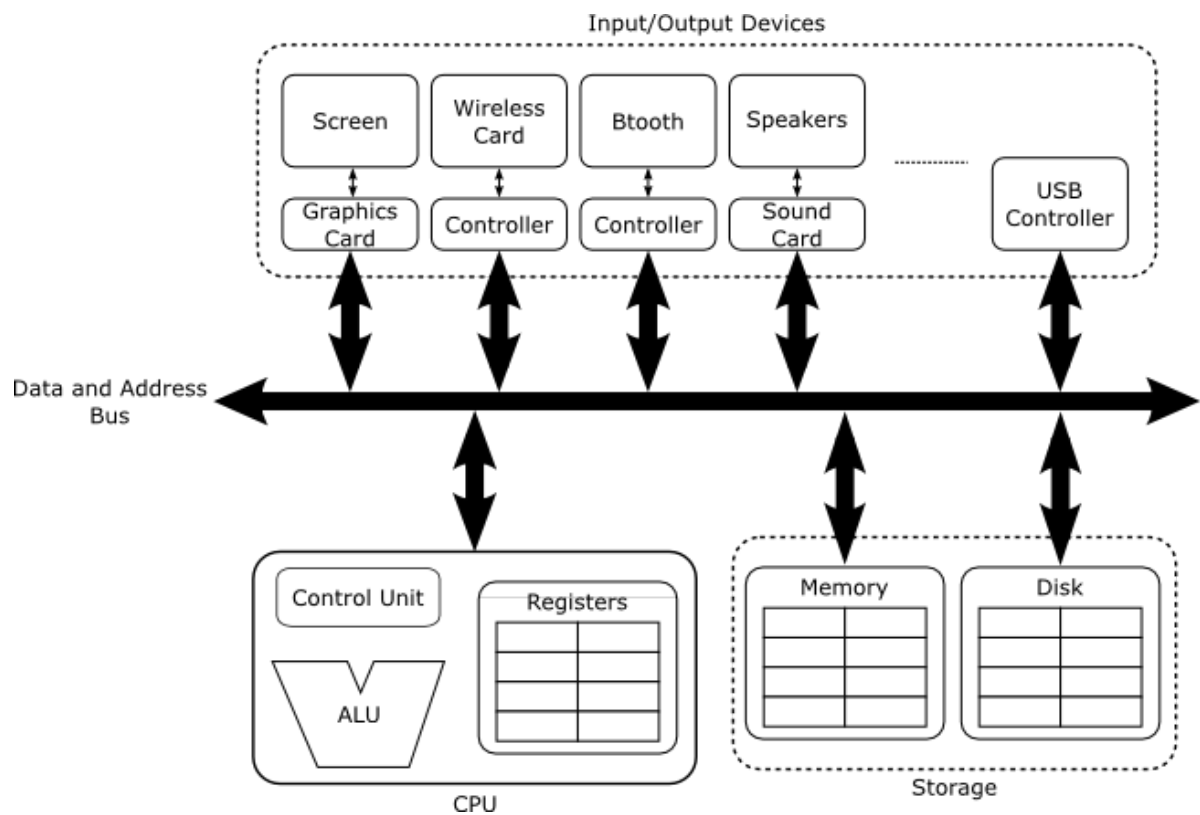 Input/Output Devices
Screen
Wireless
Card
Btooth
Speakers
Graphics
Card
Controller
Controller
Sound
Card
USB
Controller
Data and Address
Bus
Control Unit
ALU
Registers
CPU
Memory
Disk
Storage